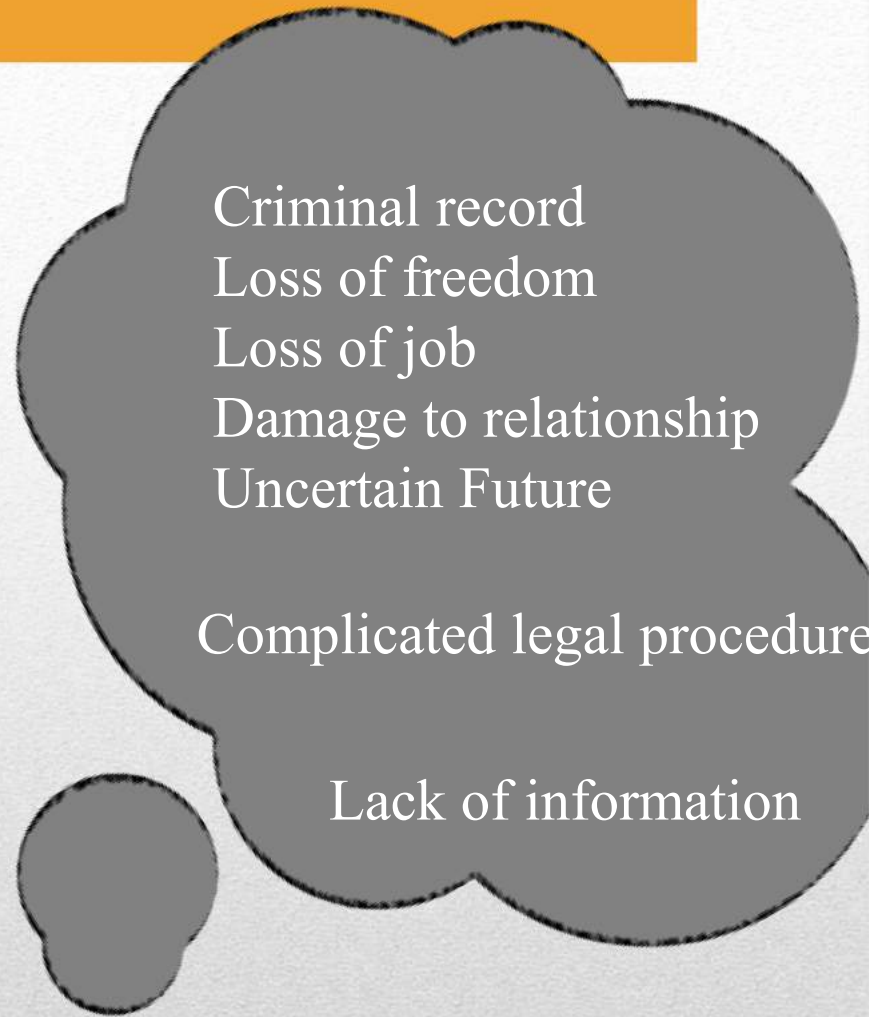 Criminal record
Loss of freedom
Loss of job
Damage to relationship
Uncertain Future
Complicated legal procedure
Lack of information